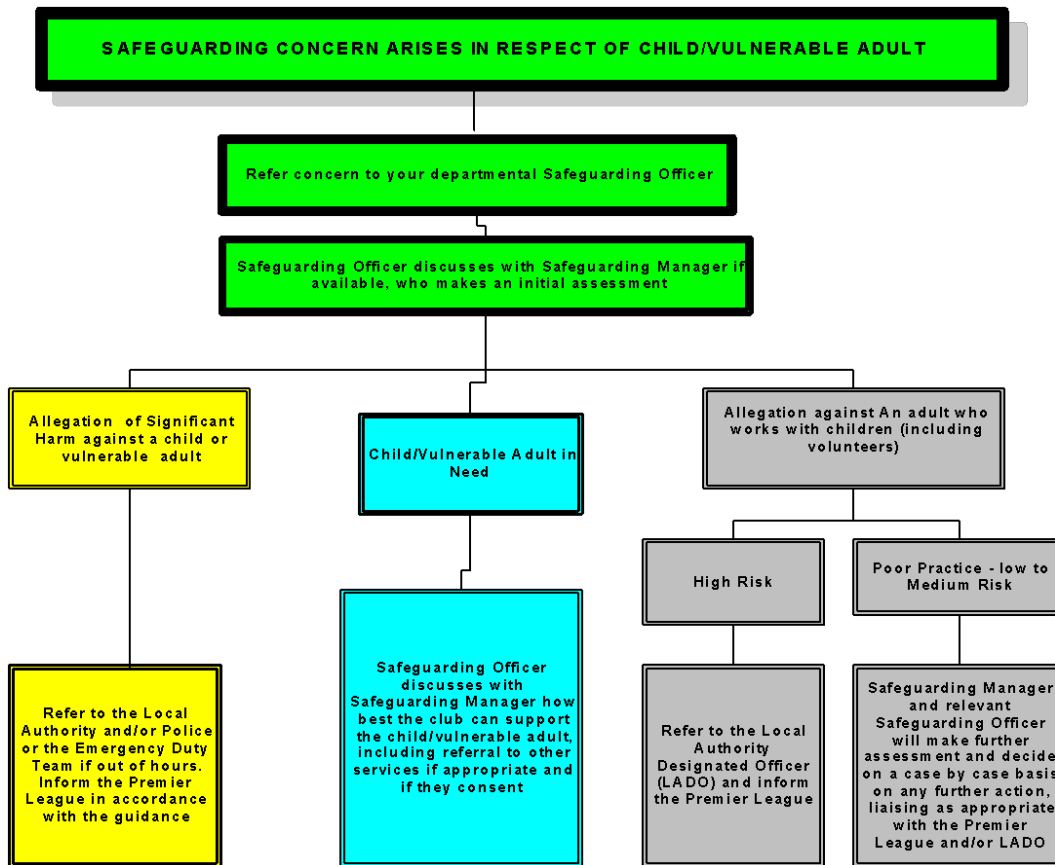 SAFEGUARDING CONCERN ARISES IN RESPECT OF CHILD/VULNERABLE ADULT
Refer concern to your departmental Safeguarding Officer
Safeguarding Officer discusses with Safeguarding Manager if
available, who makes an initial assessment
Allegation of Significant
Harm against a child or
vulnerable adult
Child/Vulnerable Adult in
Need
Allegation against An adult who
works with children (including
volunteers)
High Risk
Poor Practice - low to
Medium Risk
Refer to the Local
Authority and/or Police
or the Emergency Duty
Team if out of hours.
Inform the Premier
League in accordance
with the guidance
Safeguarding Officer
discusses with
Safeguarding Manager how
best the club can support
the child/vulnerable adult,
including referral to other
services if appropriate and
if they consent
Refer to the Local
Authority
Designated Officer
(LADO) and inform
the Premier League
Safeguarding Manager
and relevant
Safeguarding Officer
will make further
assessment and decide
on a case by case basis
on any further action,
liaising as appropriate
with the Premier
League and/or LADO